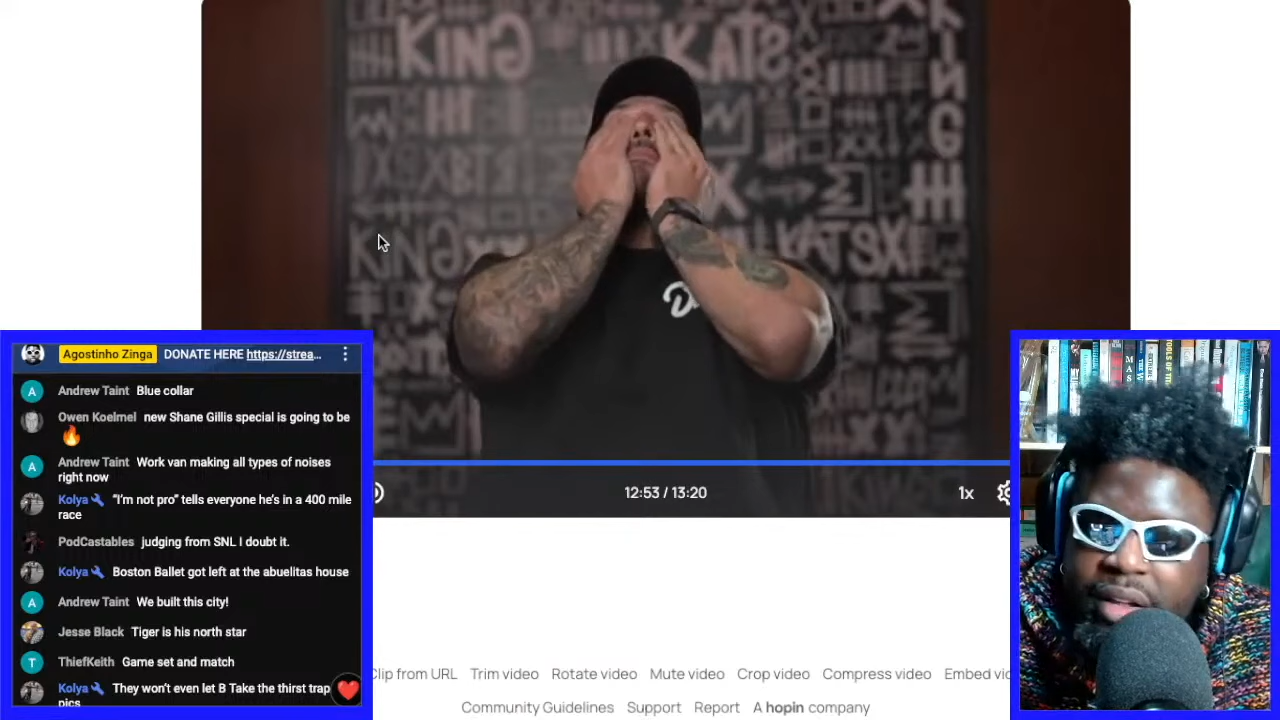 KING
KATS
KING
KATSX
12:53 / 13:20
1x
Agostinho Zinga DONATE HERE https://strea...
Andrew Taint Blue collar
Owen Koelmel new Shane Gillis special is going to be
🔥
Andrew Taint Work van making all types of noises
right now
Kolya "I'm not pro" tells everyone he's in a 400 mile
race
PodCastables judging from SNL I doubt it.
Kolya Boston Ballet got left at the abuelitas house
Andrew Taint We built this city!
Jesse Black Tiger is his north star
ThiefKeith Game set and match
Kolya They won't even let B Take the thirst trap
pics
Clip from URL Trim video Rotate video Mute video Crop video Compress video Embed vi
Community Guidelines Support Report A hopin company